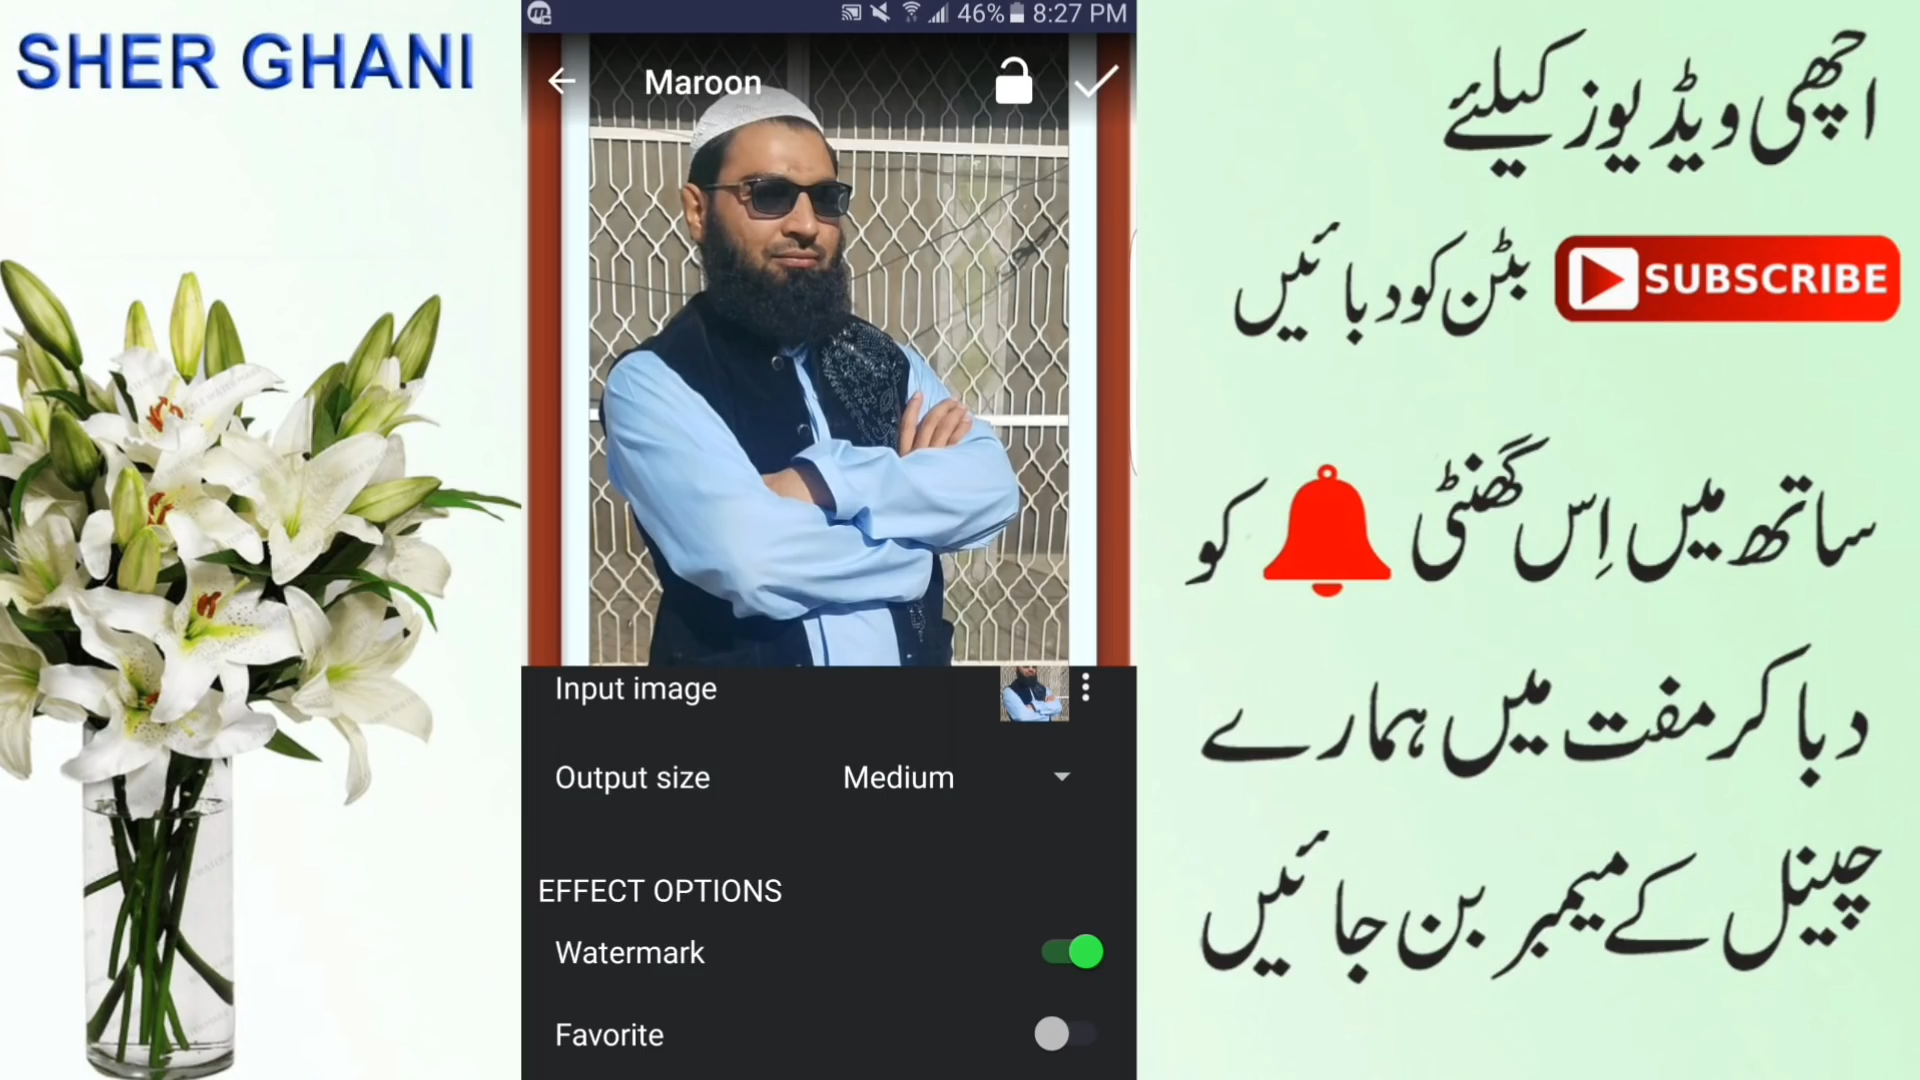 SHER GHANI
46% 8:27 PM
Maroon
Input image
Output size Medium
EFFECT OPTIONS
Watermark
Favorite
اچھی ویڈیوز کیلئے
SUBSCRIBE بٹن کو دبائیں
ساتھ میں اِس گھنٹی کو
دبا کر مفت میں ہمارے
چینل کے میمبر بن جائیں